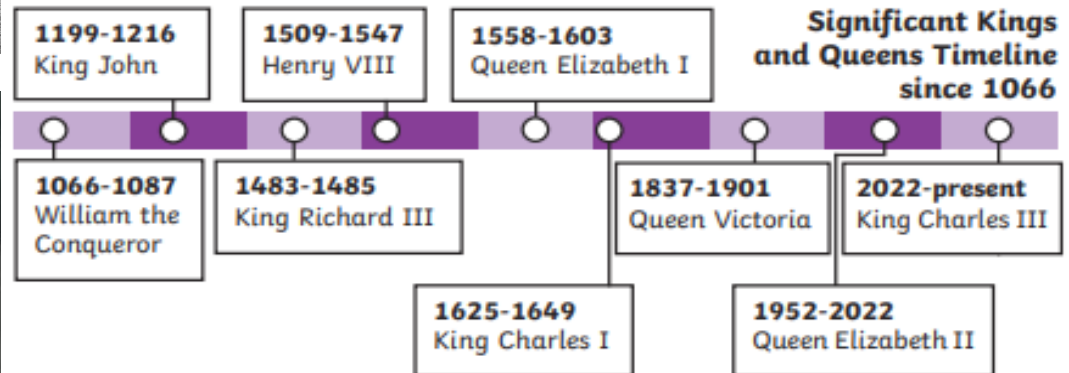 Significant Kings
and Queens Timeline
since 1066
1199-1216
King John
1509-1547
Henry VIII
1558-1603
Queen Elizabeth I
1066-1087
William the
Conqueror
1483-1485
King Richard III
1837-1901
Queen Victoria
2022-present
King Charles III
1625-1649
King Charles I
1952-2022
Queen Elizabeth II